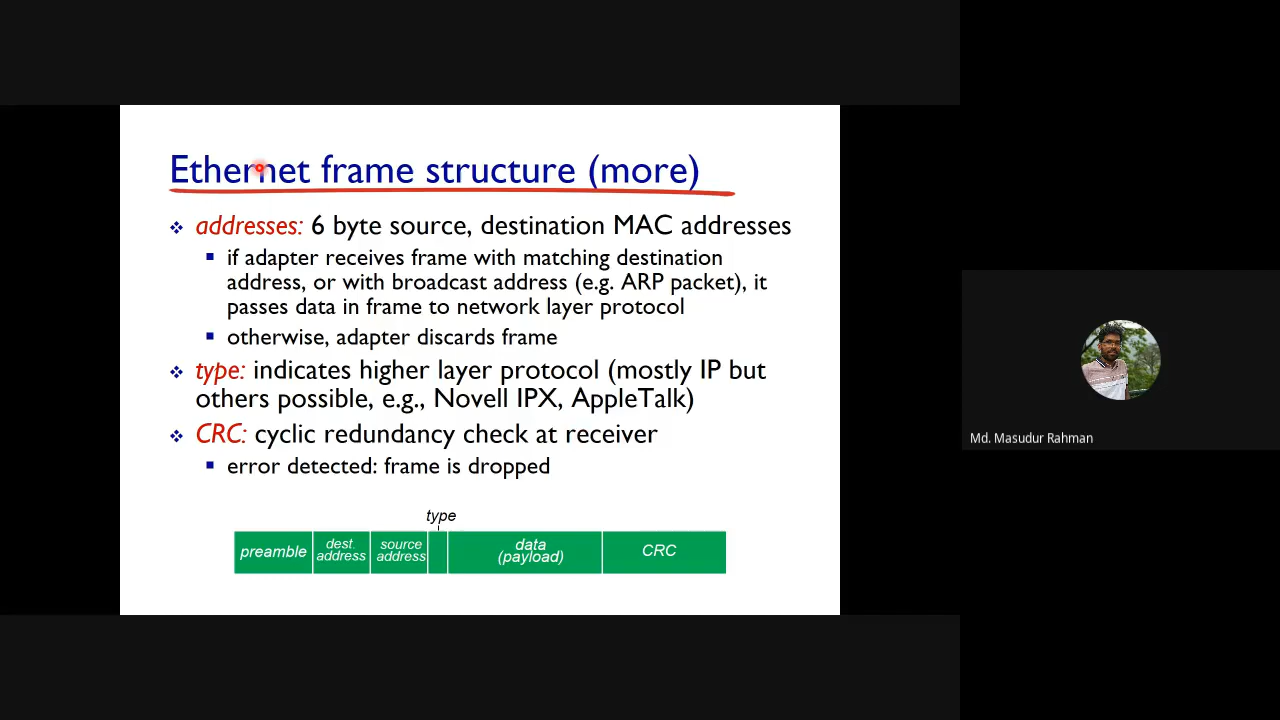 Ethernet frame structure (more)
addresses: 6 byte source, destination MAC addresses
if adapter receives frame with matching destination
address, or with broadcast address (e.g. ARP packet), it
passes data in frame to network layer protocol
otherwise, adapter discards frame
type: indicates higher layer protocol (mostly IP but
others possible, e.g., Novell IPX, AppleTalk)
CRC: cyclic redundancy check at receiver
error detected: frame is dropped
type
preamble
dest.
address
source
address
data
(payload)
CRC
Md. Masudur Rahman